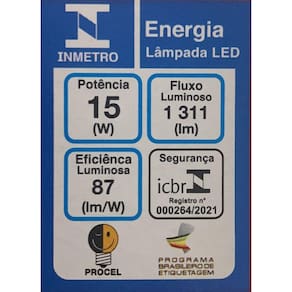 Energia
INMETRO
Lâmpada LED
Potência
15
(W)
Fluxo
Luminoso
1 311
(lm)
Eficiênca
Luminosa
87
(lm/W)
Segurança
icbr
Registro nº
000264/2021
PROCEL
PROGRAMA
BRASILEIRO DE
ETIQUETAGEM